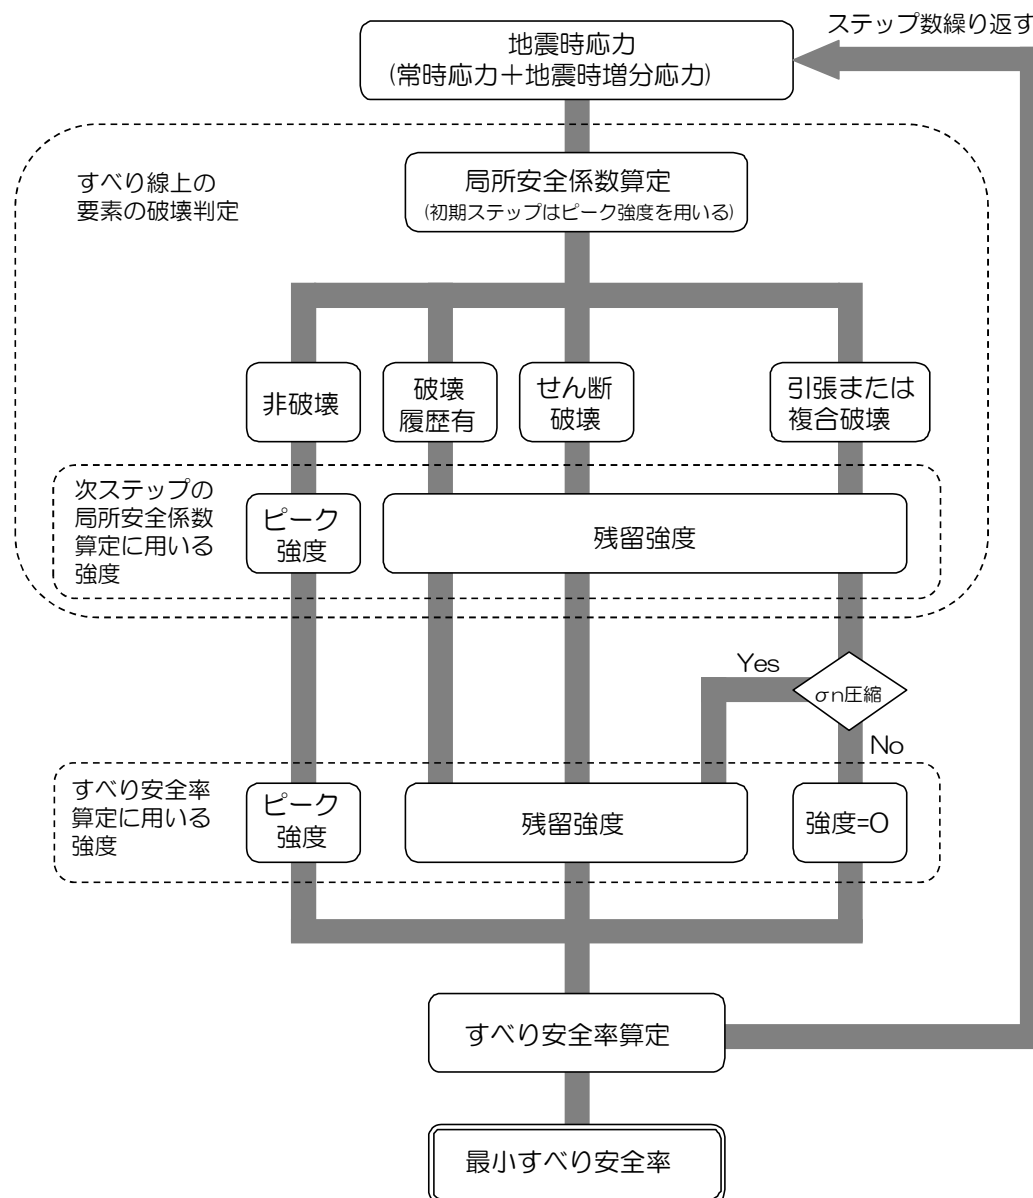 ステップ数繰り返す
地震時応力
(常時応力＋地震時増分応力)
すべり線上の
要素の破壊判定
局所安全係数算定
(初期ステップはピーク強度を用いる)
非破壊
破壊
履歴有
せん断
破壊
引張または
複合破壊
次ステップの
局所安全係数
算定に用いる
強度
ピーク
強度
残留強度
Yes
σn圧縮
No
すべり安全率
算定に用いる
強度
ピーク
強度
残留強度
強度=0
すべり安全率算定
最小すべり安全率